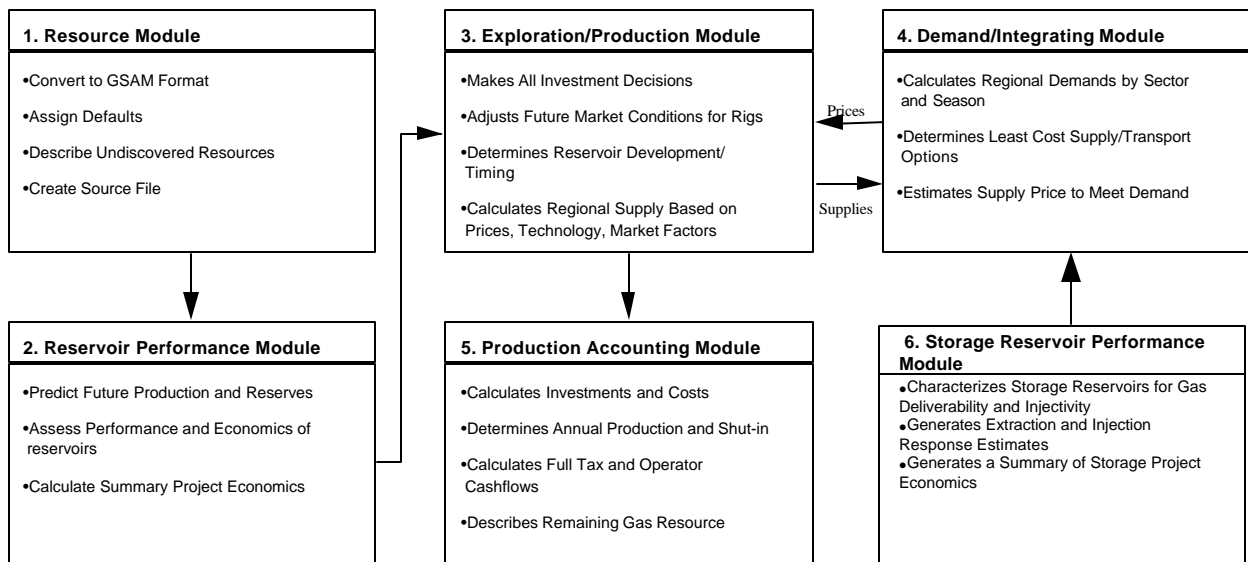 1. Resource Module
•Convert to GSAM Format
•Assign Defaults
•Describe Undiscovered Resources
•Create Source File
2. Reservoir Performance Module
•Predict Future Production and Reserves
•Assess Performance and Economics of
reservoirs
•Calculate Summary Project Economics
3. Exploration/Production Module
•Makes All Investment Decisions
•Adjusts Future Market Conditions for Rigs
•Determines Reservoir Development/
Timing
•Calculates Regional Supply Based on
Prices, Technology, Market Factors
Prices
Supplies
4. Demand/Integrating Module
•Calculates Regional Demands by Sector
and Season
•Determines Least Cost Supply/Transport
Options
•Estimates Supply Price to Meet Demand
5. Production Accounting Module
•Calculates Investments and Costs
•Determines Annual Production and Shut-in
•Calculates Full Tax and Operator
Cashflows
•Describes Remaining Gas Resource
6. Storage Reservoir Performance
Module
•Characterizes Storage Reservoirs for Gas
Deliverability and Injectivity
•Generates Extraction and Injection
Response Estimates
•Generates a Summary of Storage Project
Economics